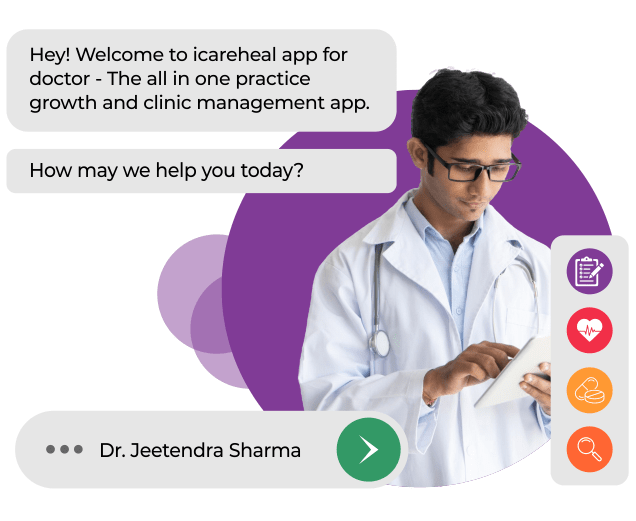 Hey! Welcome to icareheal app for
doctor - The all in one practice
growth and clinic management app.
How may we help you today?
Dr. Jeetendra Sharma